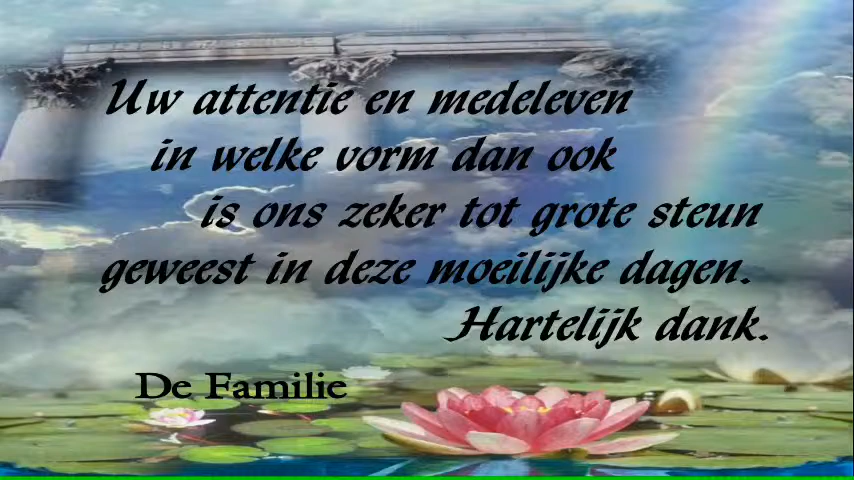 Uw attentie en medeleven
in welke vorm dan ook
is ons zeker tot grote steun
geweest in deze moeilijke dagen.
Hartelijk dank.
De Familie